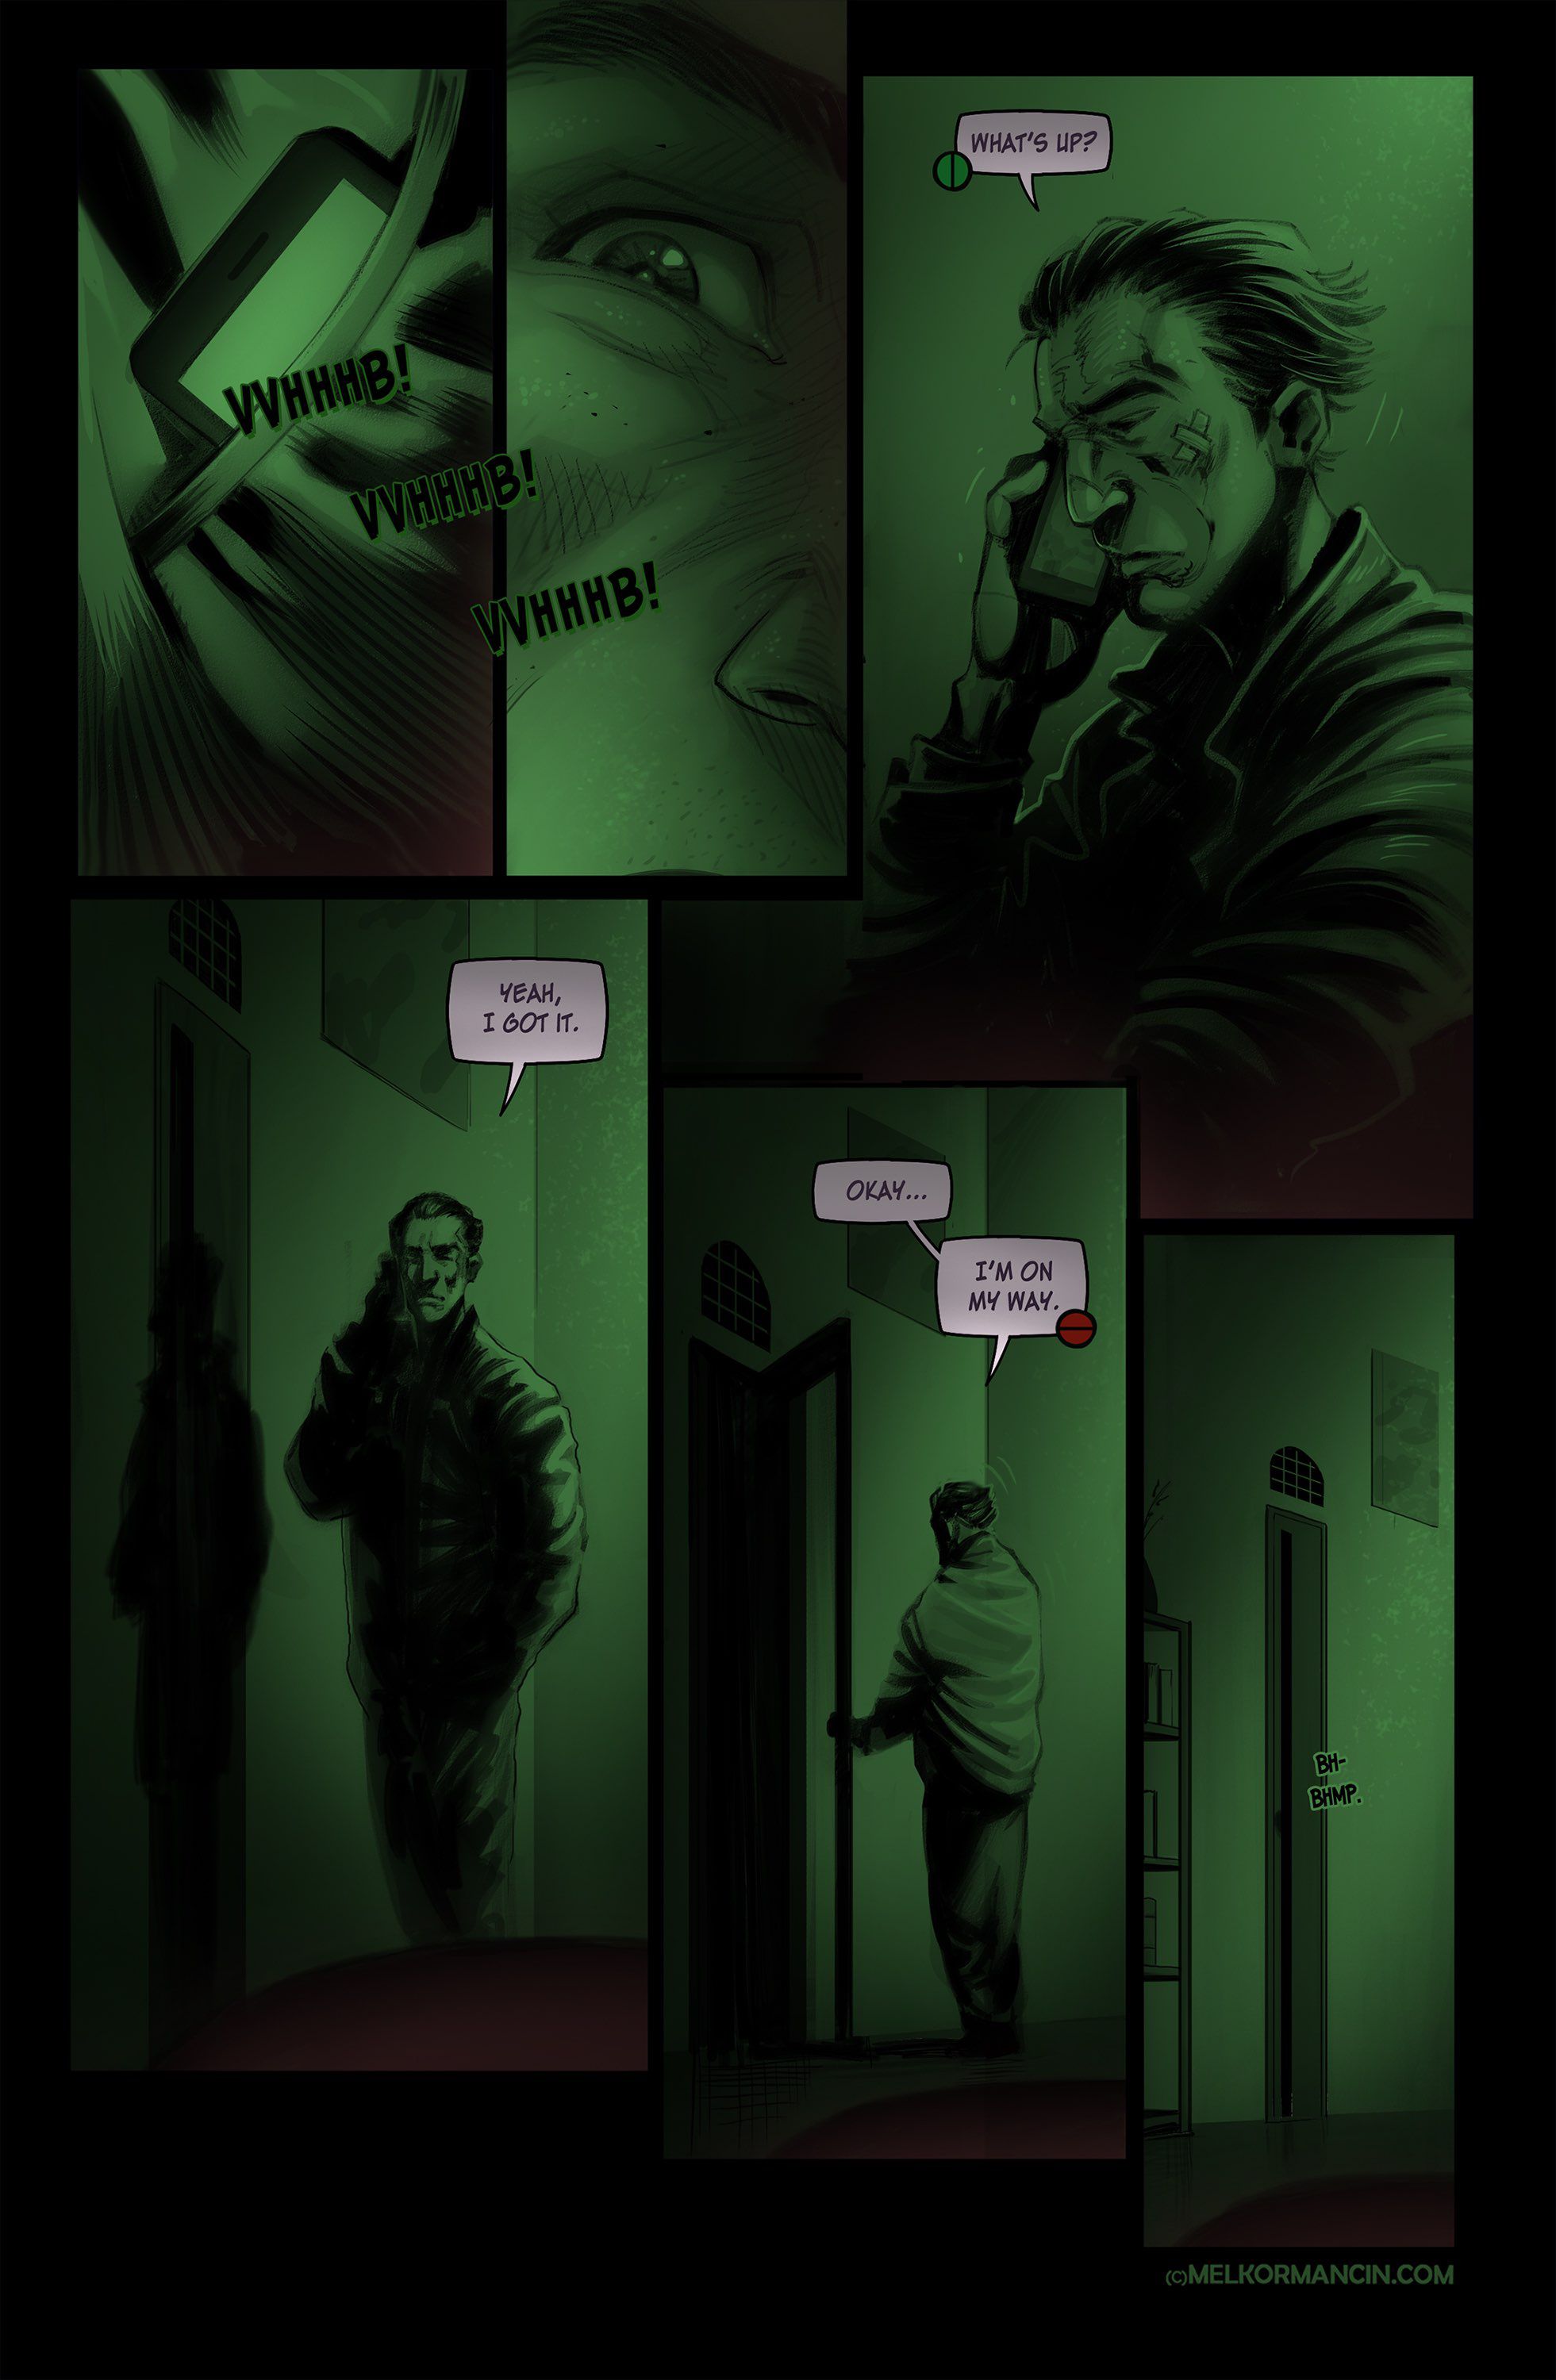 VVHHHB!
VVHHHB!
VVHHHB!
WHAT'S UP?
YEAH,
I GOT IT.
OKAY...
I'M ON
MY WAY.
BH-
BHMP.
(C)MELKORMANCIN.COM